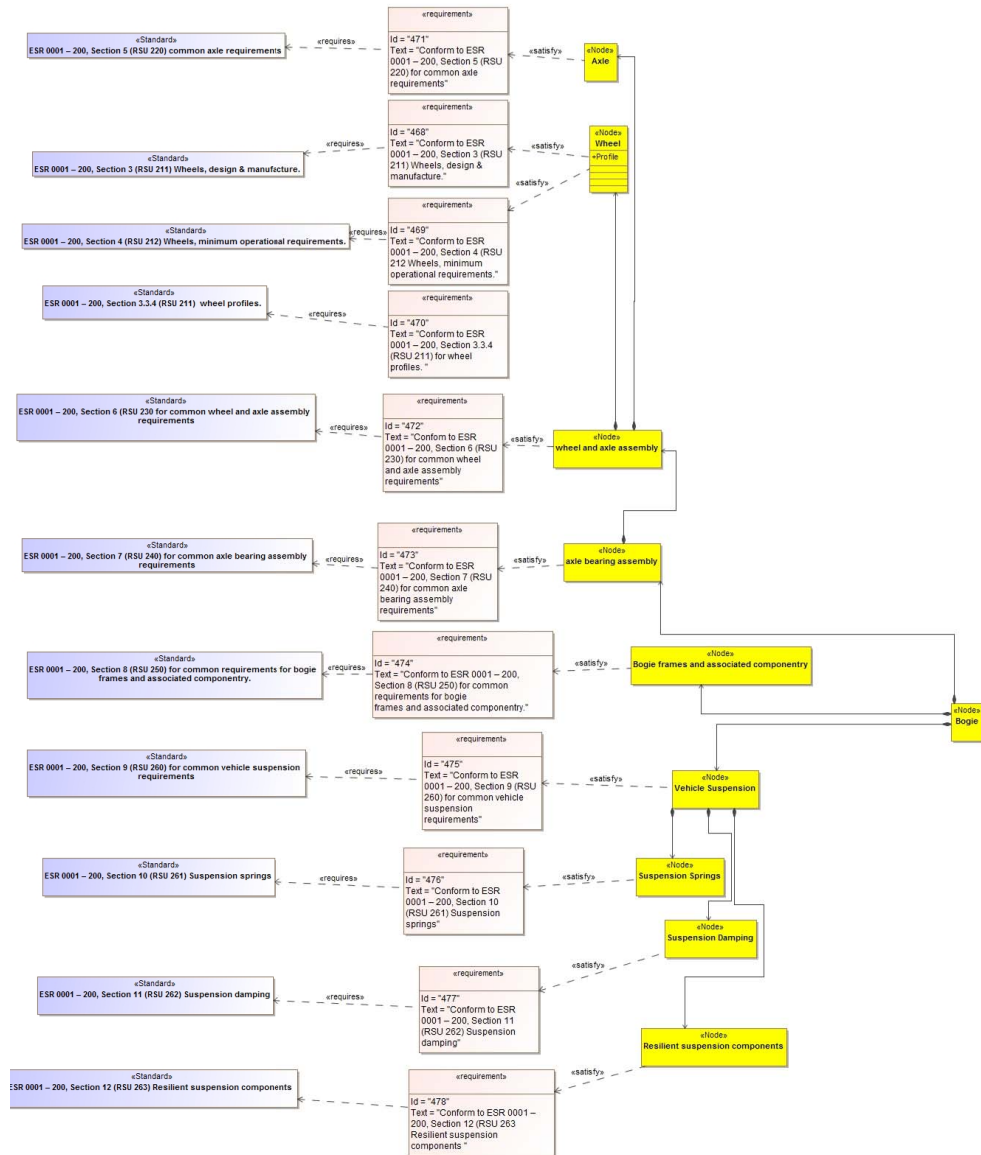 «requirement»
Id = "471"
Text = "Conform to ESR
0001 – 200, Section 5 (RSU
220) for common axle
requirements"
«Standard»
ESR 0001 – 200, Section 5 (RSU 220) common axle requirements
«requires»
«satisfy»
«Node»
Axle
«requirement»
Id = "468"
Text = "Conform to ESR
0001 – 200, Section 3 (RSU
211) Wheels, design &
manufacture."
«Standard»
ESR 0001 – 200, Section 3 (RSU 211) Wheels, design & manufacture.
«requires»
«satisfy»
«satisfy»
«Node»
Wheel
+Profile
«requirement»
Id = "469"
Text = "Conform to ESR
0001 – 200, Section 4 (RSU
212 Wheels, minimum
operational requirements."
«Standard»
ESR 0001 – 200, Section 4 (RSU 212) Wheels, minimum operational requirements.
«requires»
«requirement»
Id = "470"
Text = "Conform to ESR
0001 – 200, Section 3.3.4
(RSU 211) for wheel
profiles. "
«Standard»
ESR 0001 – 200, Section 3.3.4 (RSU 211) wheel profiles.
«requires»
«Standard»
ESR 0001 – 200, Section 6 (RSU 230 for common wheel and axle assembly
requirements
«requires»
«requirement»
Id = "472"
Text = "Conform to ESR
0001 – 200, Section 6 (RSU
230) for common wheel
and axle assembly
requirements"
«satisfy»
«Node»
wheel and axle assembly
«Standard»
ESR 0001 – 200, Section 7 (RSU 240) for common axle bearing assembly
requirements
«requires»
«requirement»
Id = "473"
Text = "Conform to ESR
0001 – 200, Section 7 (RSU
240) for common axle
bearing assembly
requirements"
«satisfy»
«Node»
axle bearing assembly
«Standard»
ESR 0001 – 200, Section 8 (RSU 250) for common requirements for bogie
frames and associated componentry.
«requires»
«requirement»
Id = "474"
Text = "Conform to ESR 0001 – 200,
Section 8 (RSU 250) for common
requirements for bogie
frames and associated componentry."
«satisfy»
«Node»
Bogie frames and associated componentry
«Node»
Bogie
«Standard»
ESR 0001 – 200, Section 9 (RSU 260) for common vehicle suspension
requirements
«requires»
«requirement»
Id = "475"
Text = "Conform to ESR
0001 – 200, Section 9 (RSU
260) for common vehicle
suspension
requirements"
«satisfy»
«Node»
Vehicle Suspension
«Standard»
ESR 0001 – 200, Section 10 (RSU 261) Suspension springs
«requires»
«requirement»
Id = "476"
Text = "Conform to ESR
0001 – 200, Section 10
(RSU 261) Suspension
springs"
«satisfy»
«Node»
Suspension Springs
«Node»
Suspension Damping
«Standard»
ESR 0001 – 200, Section 11 (RSU 262) Suspension damping
«requires»
«requirement»
Id = "477"
Text = "Conform to ESR
0001 – 200, Section 11
(RSU 262) Suspension
damping"
«satisfy»
«Node»
Resilient suspension components
«Standard»
ESR 0001 – 200, Section 12 (RSU 263) Resilient suspension components
«requires»
«requirement»
Id = "478"
Text = "Conform to ESR 0001 –
200, Section 12 (RSU 263
Resilient suspension
components "
«satisfy»